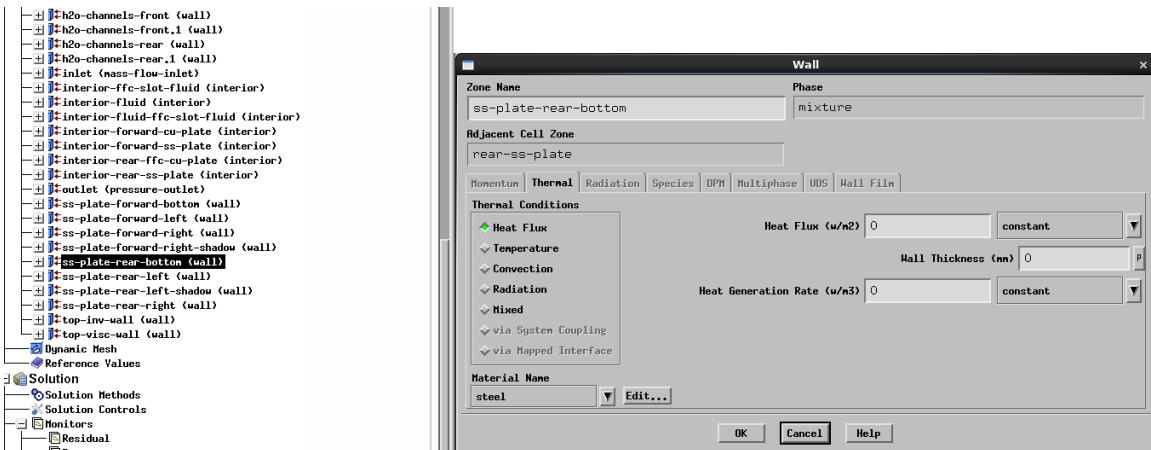 h2o-channels-front (wall)
h2o-channels-front.1 (wall)
h2o-channels-rear (wall)
h2o-channels-rear.1 (wall)
inlet (mass-flow-inlet)
interior-ffc-slot-fluid (interior)
interior-fluid (interior)
interior-fluid-ffc-slot-fluid (interior)
interior-forward-cu-plate (interior)
interior-forward-ss-plate (interior)
interior-rear-ffc-cu-plate (interior)
interior-rear-ss-plate (interior)
outlet (pressure-outlet)
ss-plate-forward-bottom (wall)
ss-plate-forward-left (wall)
ss-plate-forward-right (wall)
ss-plate-forward-right-shadow (wall)
ss-plate-rear-bottom (wall)
ss-plate-rear-left (wall)
ss-plate-rear-left-shadow (wall)
ss-plate-rear-right (wall)
top-inv-wall (wall)
top-visc-wall (wall)
Dynamic Mesh
Reference Values
Solution
Solution Methods
Solution Controls
Monitors
Residual
Wall
Zone Name Phase
ss-plate-rear-bottom mixture
Adjacent Cell Zone
rear-ss-plate
Momentum Thermal Radiation Species DPM Multiphase UDS Wall Film
Thermal Conditions
Heat Flux
Temperature
Convection
Radiation
Mixed
via System Coupling
via Mapped Interface
Heat Flux (w/m2) 0 constant
Wall Thickness (mm) 0 P
Heat Generation Rate (w/m3) 0 constant
Material Name
steel Edit...
OK Cancel Help